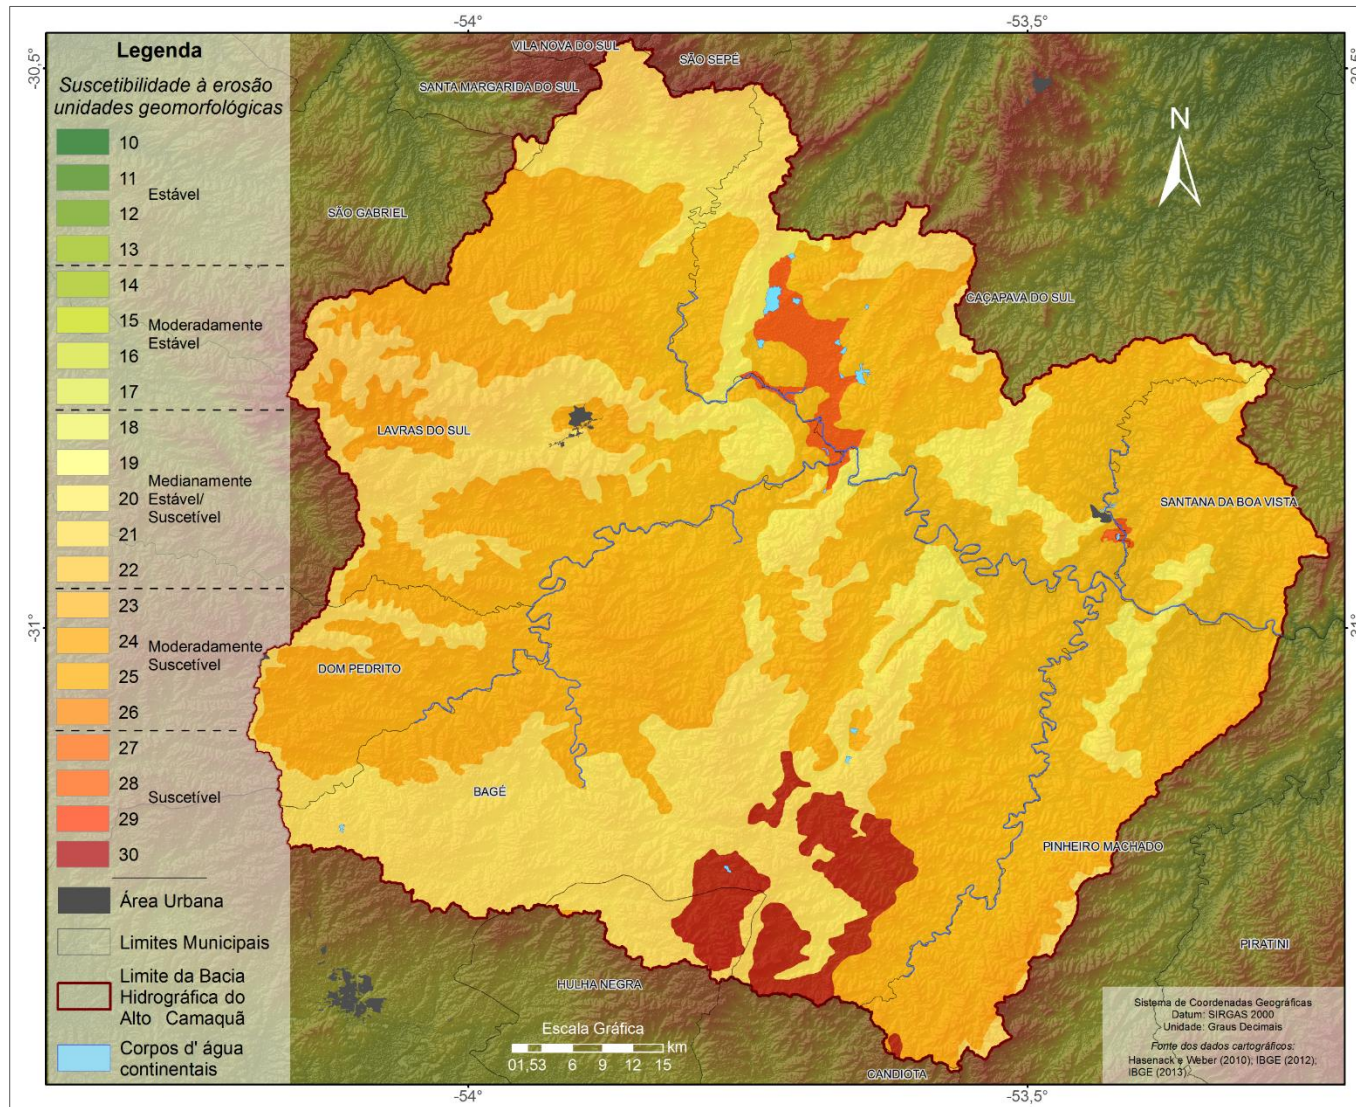 -54°
-53,5°
Legenda
Suscetibilidade à erosão
unidades geomorfológicas
10
11
Estável
12
13
14
15
Moderadamente
Estável
16
17
18
19
Medianamente
20
Estável/
Suscetível
21
22
23
24
Moderadamente
Suscetível
25
26
27
28
Suscetível
29
30
Área Urbana
Limites Municipais
Limite da Bacia
Hidrográfica do
Alto Camaquã
Corpos d' água
continentais
-30,5°
-31°
VILA NOVA DO SUL
SÃO SEPÉ
SANTA MARGARIDA DO SUL
N
SÃO GABRIEL
CAÇAPAVA DO SUL
LAVRAS DO SUL
SANTANA DA BOA VISTA
DOM PEDRITO
BAGÉ
PINHEIRO MACHADO
PIRATINI
HULHA NEGRA
CANDIOTA
Escala Gráfica
km
01,53 6 9 12 15
Sistema de Coordenadas Geográficas
Datum: SIRGAS 2000
Unidade: Graus Decimais
Fonte dos dados cartográficos:
Hasenack e Weber (2010); IBGE (2012);
IBGE (2013)
-54°
-53,5°